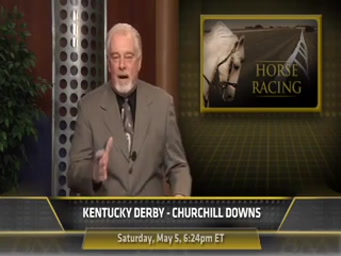 HORSE
RACING
KENTUCKY DERBY - CHURCHILL DOWNS
Saturday, May 5, 6:24pm ET